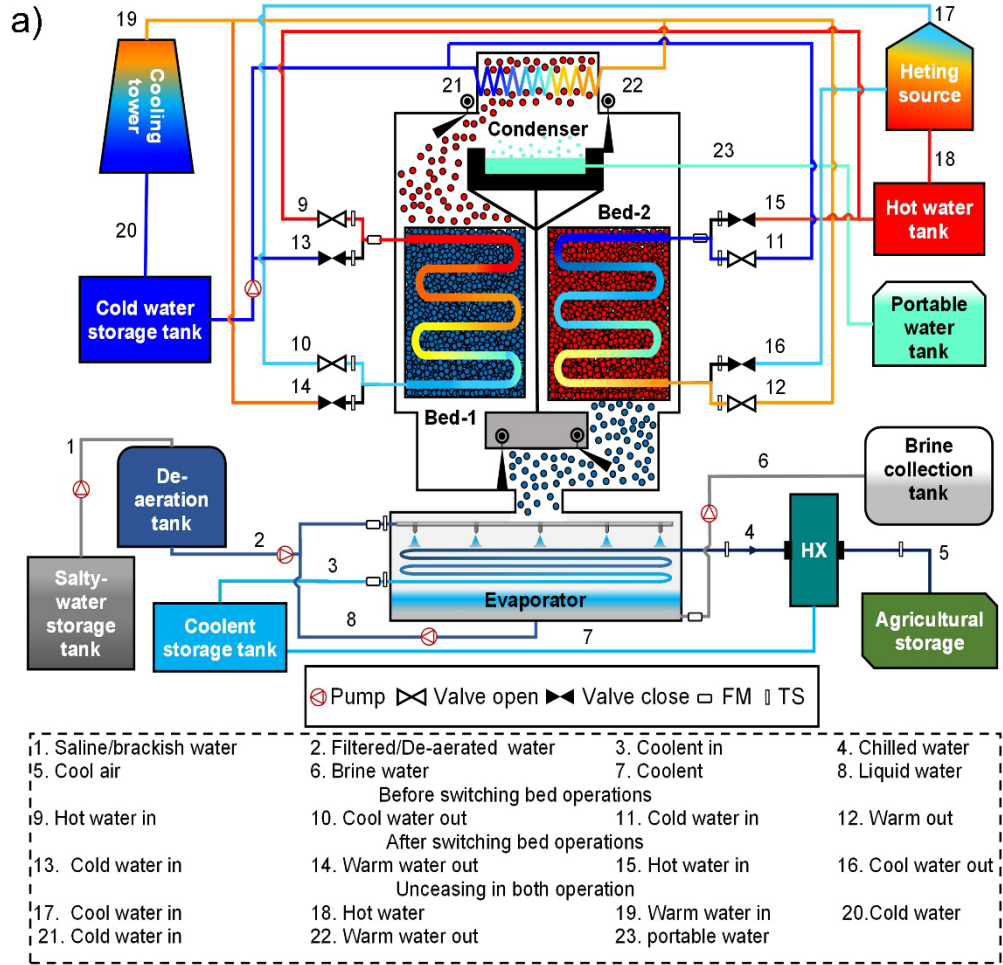 a)
19
17
Cooling tower
21
22
Heting source
Condenser
23
18
9
15
Bed-2
Hot water tank
20
13
11
Cold water storage tank
Portable water tank
10
16
14
12
Bed-1
1
De-aeration tank
6
Brine collection tank
2
4
HX
5
3
Salty-water storage tank
Coolent storage tank
8
Evaporator
7
Agricultural storage
Pump Valve open Valve close FM TS
1. Saline/brackish water 2. Filtered/De-aerated water 3. Coolent in 4. Chilled water
5. Cool air 6. Brine water 7. Coolent 8. Liquid water
Before switching bed operations
9. Hot water in 10. Cool water out 11. Cold water in 12. Warm out
After switching bed operations
13. Cold water in 14. Warm water out 15. Hot water in 16. Cool water out
Unceasing in both operation
17. Cool water in 18. Hot water 19. Warm water in 20.Cold water
21. Cold water in 22. Warm water out 23. portable water